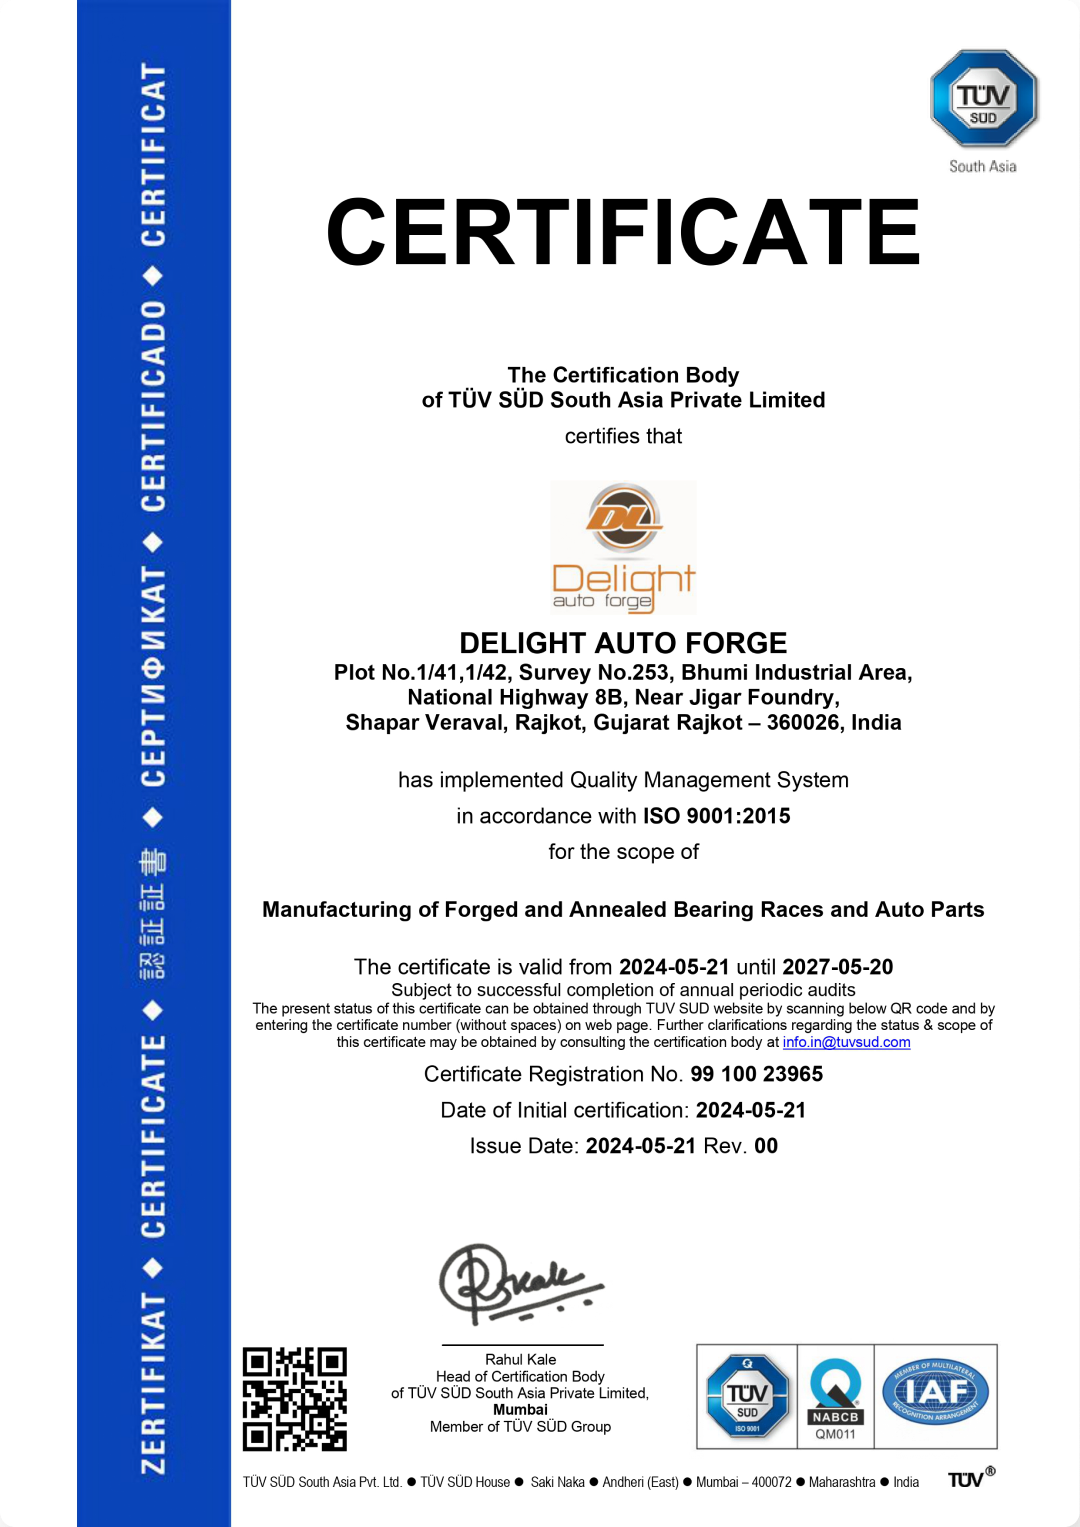 ZERTIFIKAT ◆ CERTIFICATE ◆ 認証証書 ◆ СЕРТИФИКАТ ◆ CERTIFICADO ◆ CERTIFICAT
TÜV
SÜD
South Asia
CERTIFICATE
The Certification Body
of TÜV SÜD South Asia Private Limited
certifies that
DL
Delight
auto forge
DELIGHT AUTO FORGE
Plot No.1/41,1/42, Survey No.253, Bhumi Industrial Area,
National Highway 8B, Near Jigar Foundry,
Shapar Veraval, Rajkot, Gujarat Rajkot – 360026, India
has implemented Quality Management System
in accordance with ISO 9001:2015
for the scope of
Manufacturing of Forged and Annealed Bearing Races and Auto Parts
The certificate is valid from 2024-05-21 until 2027-05-20
Subject to successful completion of annual periodic audits
The present status of this certificate can be obtained through TUV SUD website by scanning below QR code and by
entering the certificate number (without spaces) on web page. Further clarifications regarding the status & scope of
this certificate may be obtained by consulting the certification body at info.in@tuvsud.com
Certificate Registration No. 99 100 23965
Date of Initial certification: 2024-05-21
Issue Date: 2024-05-21 Rev. 00
RKale
Rahul Kale
Head of Certification Body
of TÜV SÜD South Asia Private Limited,
Mumbai
Member of TÜV SÜD Group
Q
TÜV
SÜD
ISO 9001
NABCB
QM011
MEMBER OF MULTILATERAL
IAF
RECOGNITION ARRANGEMENT
TÜV SÜD South Asia Pvt. Ltd. ● TÜV SÜD House ● Saki Naka ● Andheri (East) ● Mumbai – 400072 ● Maharashtra ● India
TÜV®